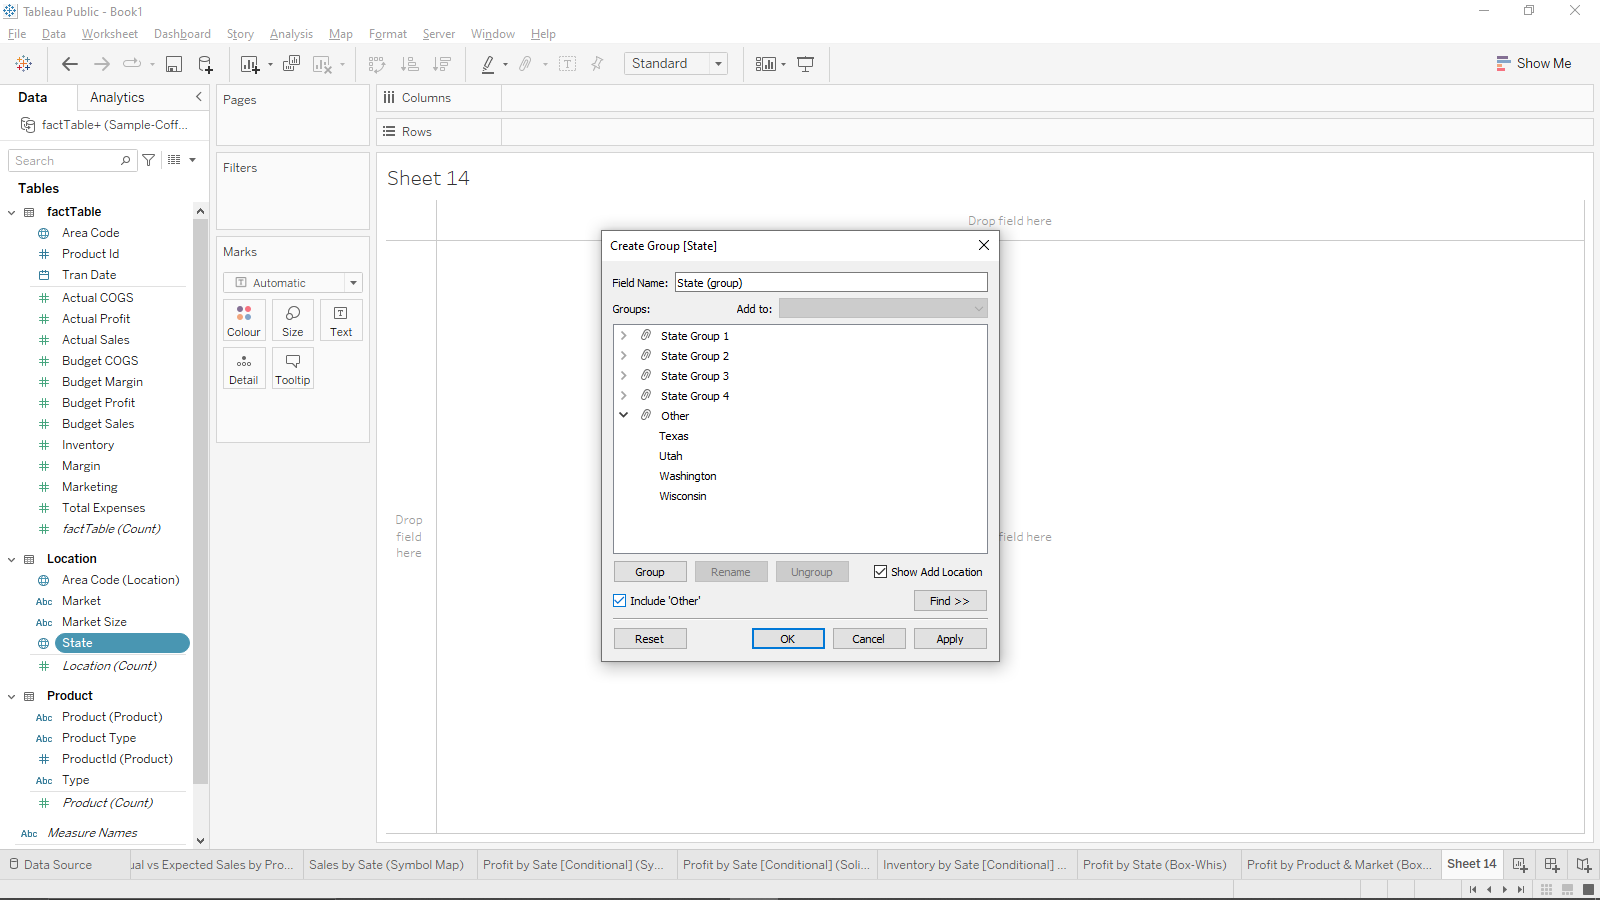 Tableau Public - Book1
File Data Worksheet Dashboard Story Analysis Map Format Server Window Help
Standard
Show Me
Data Analytics
factTable+ (Sample-Coff...
Search
Tables
factTable
Area Code
Product Id
Tran Date
Actual COGS
Actual Profit
Actual Sales
Budget COGS
Budget Margin
Budget Profit
Budget Sales
Inventory
Margin
Marketing
Total Expenses
factTable (Count)
Location
Area Code (Location)
Abc Market
Abc Market Size
State
Location (Count)
Product
Abc Product (Product)
Abc Product Type
ProductId (Product)
Abc Type
Product (Count)
Abc Measure Names
Pages
Filters
Marks
Automatic
Colour Size Text
Detail Tooltip
Columns
Rows
Sheet 14
Drop field here
Drop
field
here
field here
Create Group [State]
Field Name: State (group)
Groups: Add to:
State Group 1
State Group 2
State Group 3
State Group 4
Other
Texas
Utah
Washington
Wisconsin
Group Rename Ungroup Show Add Location
Include 'Other' Find >>
Reset OK Cancel Apply
Data Source ual vs Expected Sales by Pro... Sales by Sate (Symbol Map) Profit by Sate [Conditional] (Sy... Profit by Sate [Conditional] (Soli... Inventory by Sate [Conditional] ... Profit by State (Box-Whis) Profit by Product & Market (Box... Sheet 14